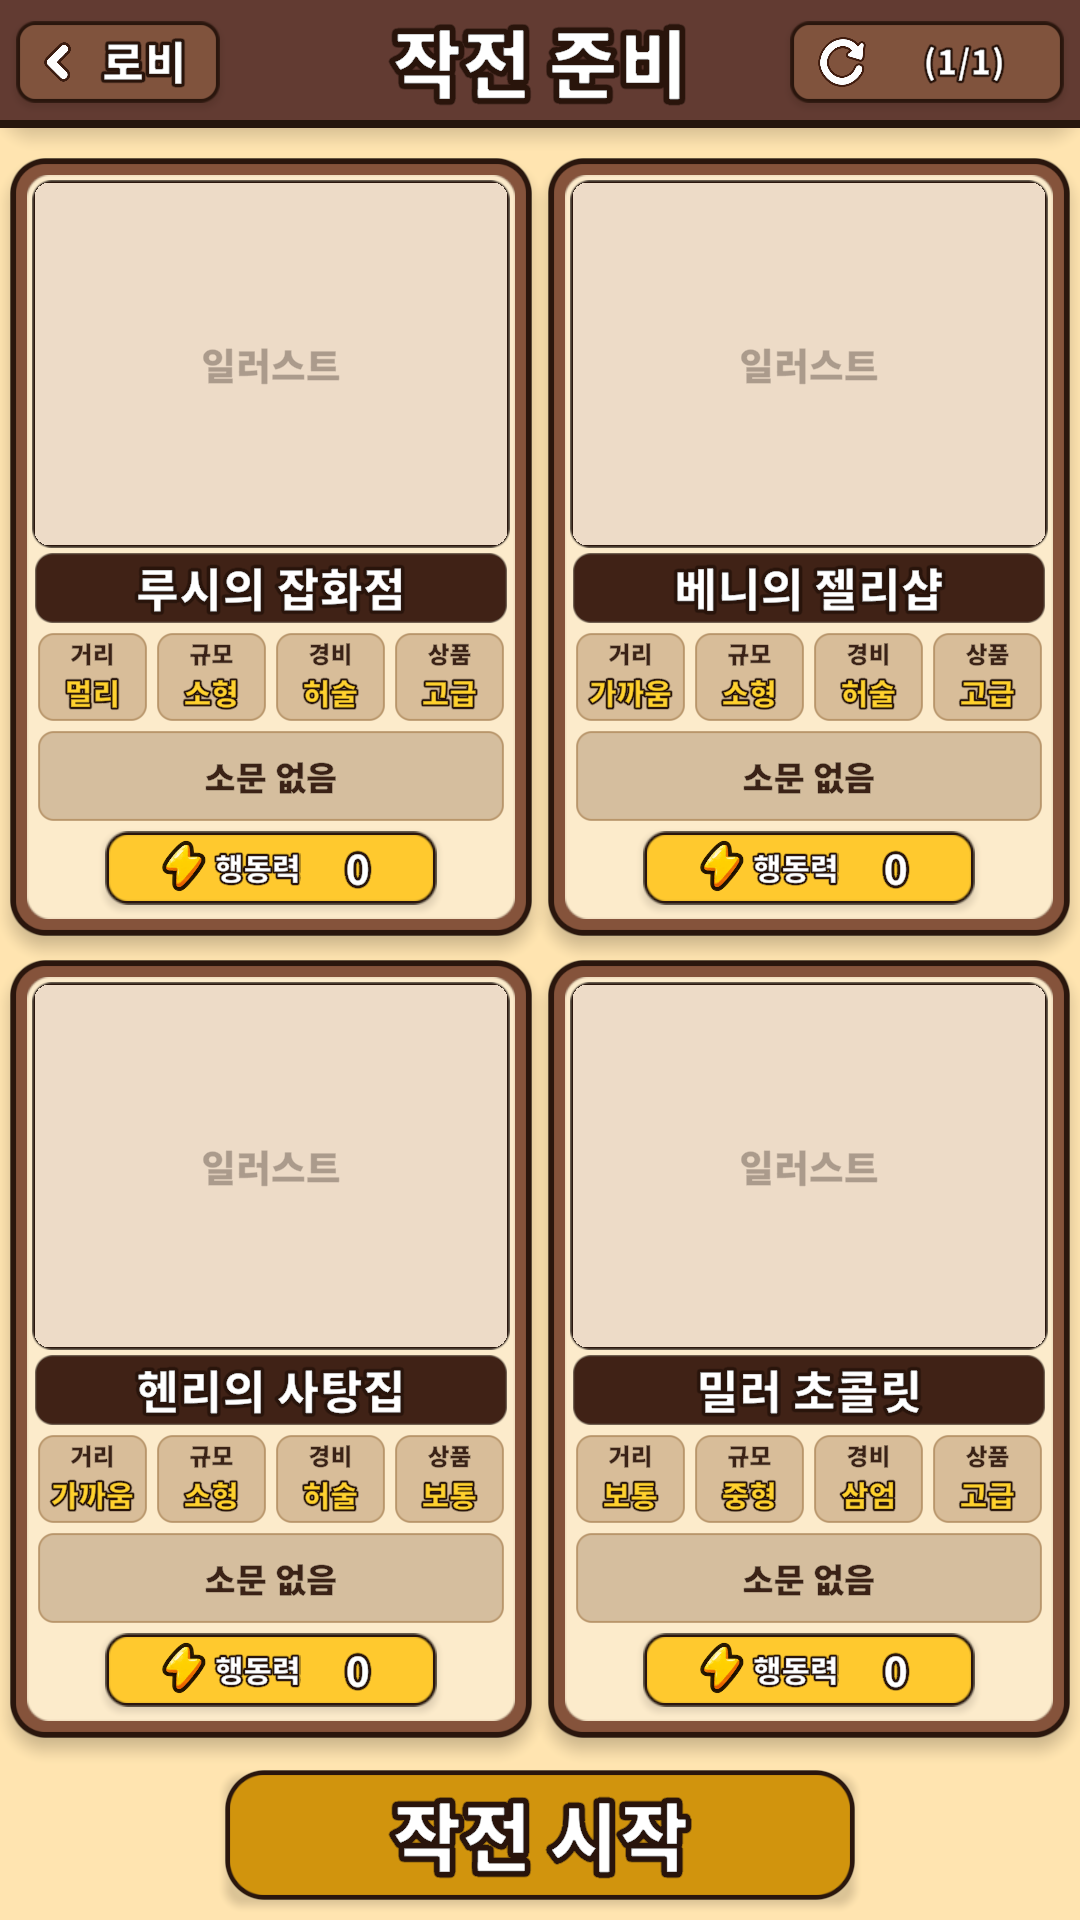 로비
작전 준비
(1/1)
일러스트
루시의 잡화점
거리 규모 경비 상품
멀리 소형 허술 고급
소문 없음
행동력 0
일러스트
베니의 젤리샵
거리 규모 경비 상품
가까움 소형 허술 고급
소문 없음
행동력 0
일러스트
헨리의 사탕집
거리 규모 경비 상품
가까움 소형 허술 보통
소문 없음
행동력 0
일러스트
밀러 초콜릿
거리 규모 경비 상품
보통 중형 삼엄 고급
소문 없음
행동력 0
작전 시작